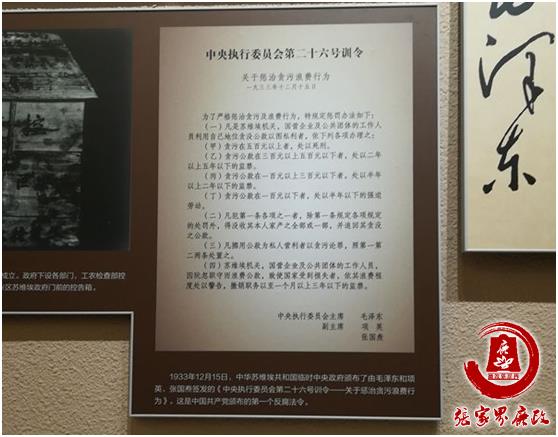 中央执行委员会第二十六号训令
关于惩治贪污浪费行为
一九三三年十二月十五日
为了严格惩治贪污及浪费行为，特规定惩罚办法如下：
（一）凡是苏维埃机关，国营企业及公共团体的工作人
员利用自己地位贪没公款以图私利者，依下列各项办理之：
（甲）贪污在五百元以上者，处以死刑。
（乙）贪污公款在三百元以上五百元以下者，处以二年
以上五年以下的监禁。
（丙）贪污公款在一百元以上三百元以下者，处以半年
以上二年以下的监禁。
（丁）贪污公款在一百元以下者，处以半年以下的强迫
劳动。
（二）凡犯第一条各项之一者，除第一条规定各项规定
的处罚外，得没收其本人家产之全部或一部，并追回其贪没
之公款。
（三）凡挪用公款为私人营利者以贪污论罪，照第一第
二两条处置之。
（四）苏维埃机关，国营企业及公共团体的工作人员，
因玩忽职守而浪费公款，致使国家受到损失者，依其浪费程
度处以警告，撤销职务以至一个月以上三年以下的监禁。
中央执行委员会主席 毛泽东
副主席 项英
张国焘
1933年12月15日，中华苏维埃共和国临时中央政府颁布了由毛泽东和项
英、张国焘签发的《中央执行委员会第二十六号训令——关于惩治贪污浪费行
为》。这是中国共产党颁布的第一个反腐法令。
成立。政府下设各部门，工农检查部控
区苏维埃政府门前的控告箱。
控
泽东
张家界廉政